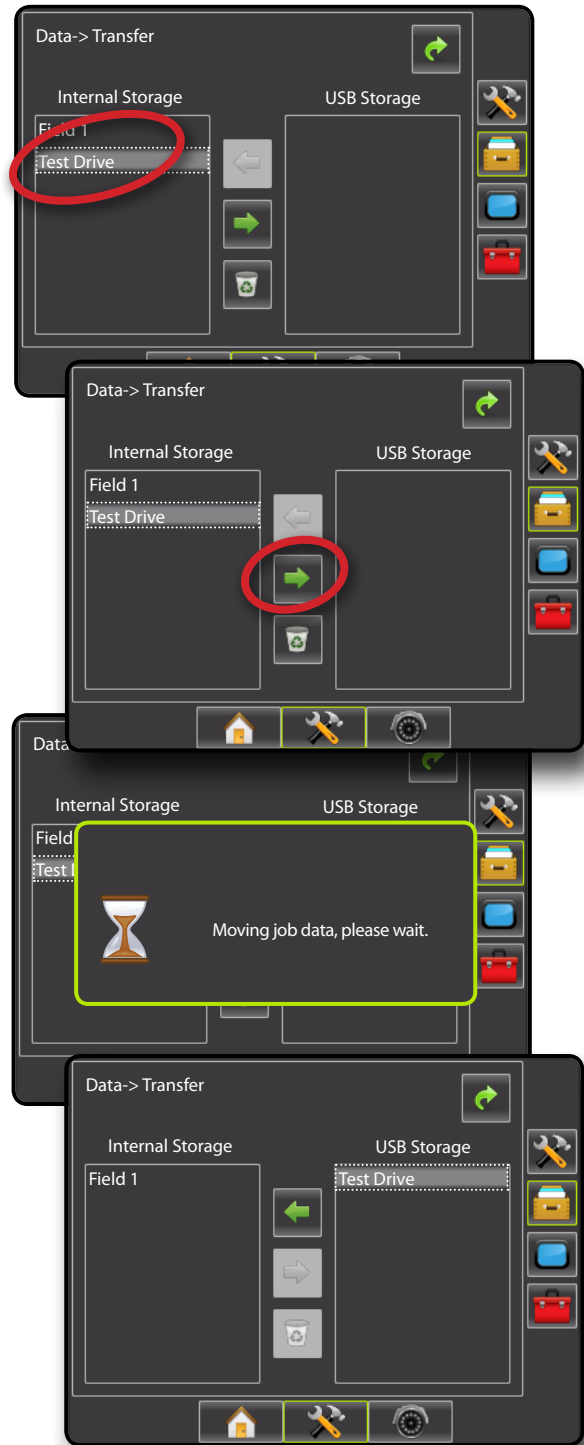 Data-> Transfer
Internal Storage USB Storage
Field 1
Test Drive
Data-> Transfer
Internal Storage USB Storage
Field 1
Test Drive
Data
Internal Storage USB Storage
Field
Test
Moving job data, please wait.
Data-> Transfer
Internal Storage USB Storage
Field 1 Test Drive